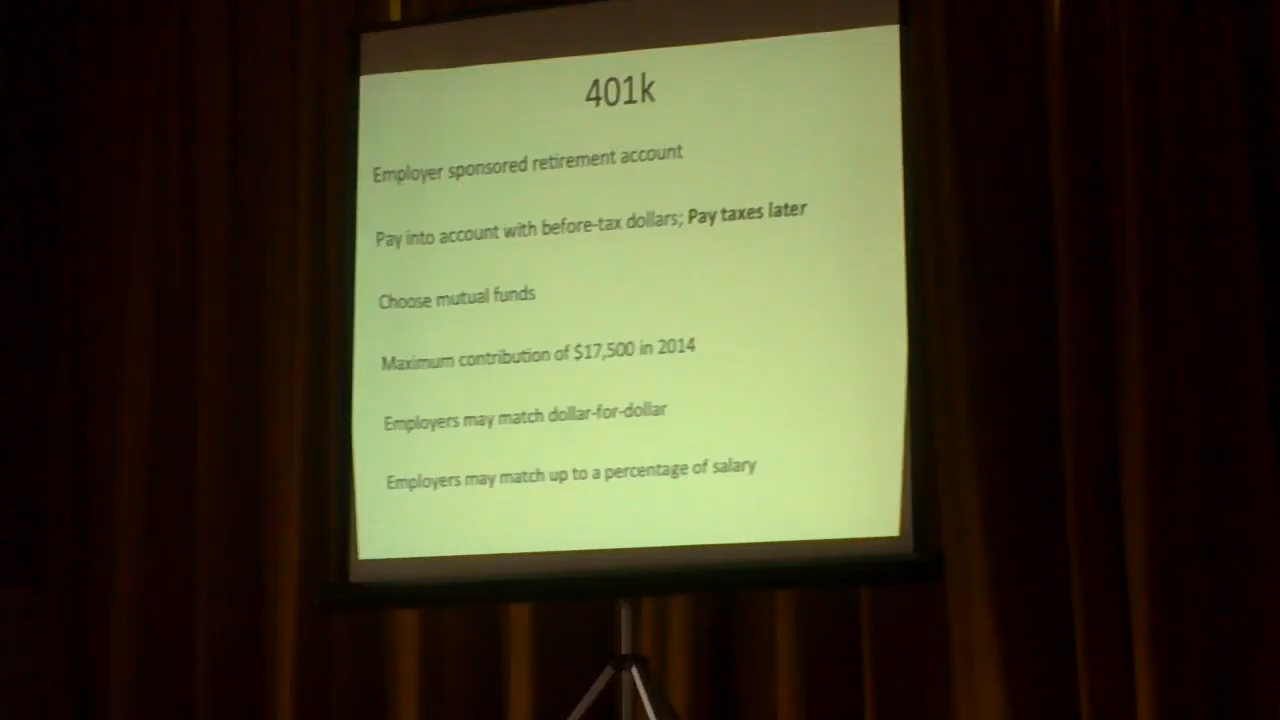 401k
Employer sponsored retirement account
Pay into account with before-tax dollars; Pay taxes later
Choose mutual funds
Maximum contribution of $17,500 in 2014
Employers may match dollar-for-dollar
Employers may match up to a percentage of salary